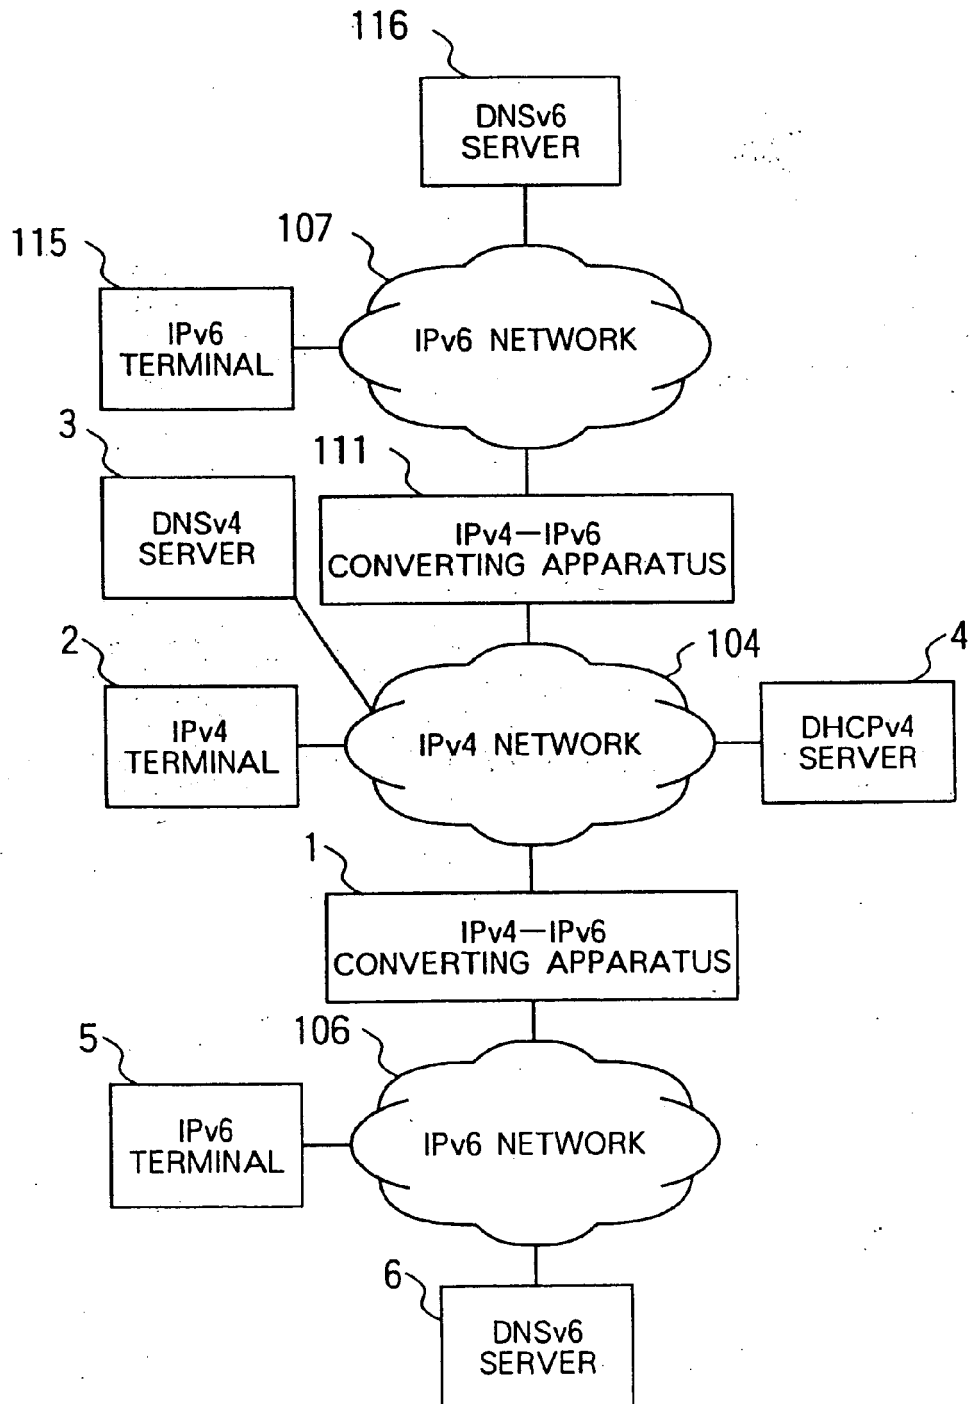 116
DNSv6
SERVER
107
115
IPv6
TERMINAL
IPv6 NETWORK
3
111
DNSv4
SERVER
IPv4—IPv6
CONVERTING APPARATUS
2
104
4
IPv4
TERMINAL
IPv4 NETWORK
DHCPv4
SERVER
1
IPv4—IPv6
CONVERTING APPARATUS
5
106
IPv6
TERMINAL
IPv6 NETWORK
6
DNSv6
SERVER